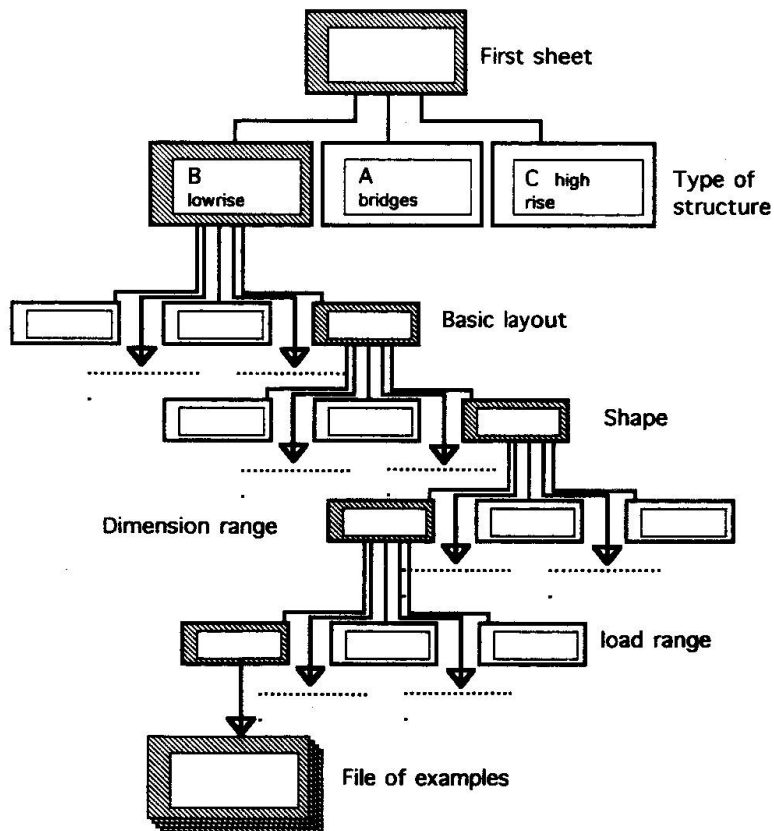 First sheet
B
lowrise
A
bridges
C high
rise
Type of
structure
Basic layout
Shape
Dimension range
load range
File of examples